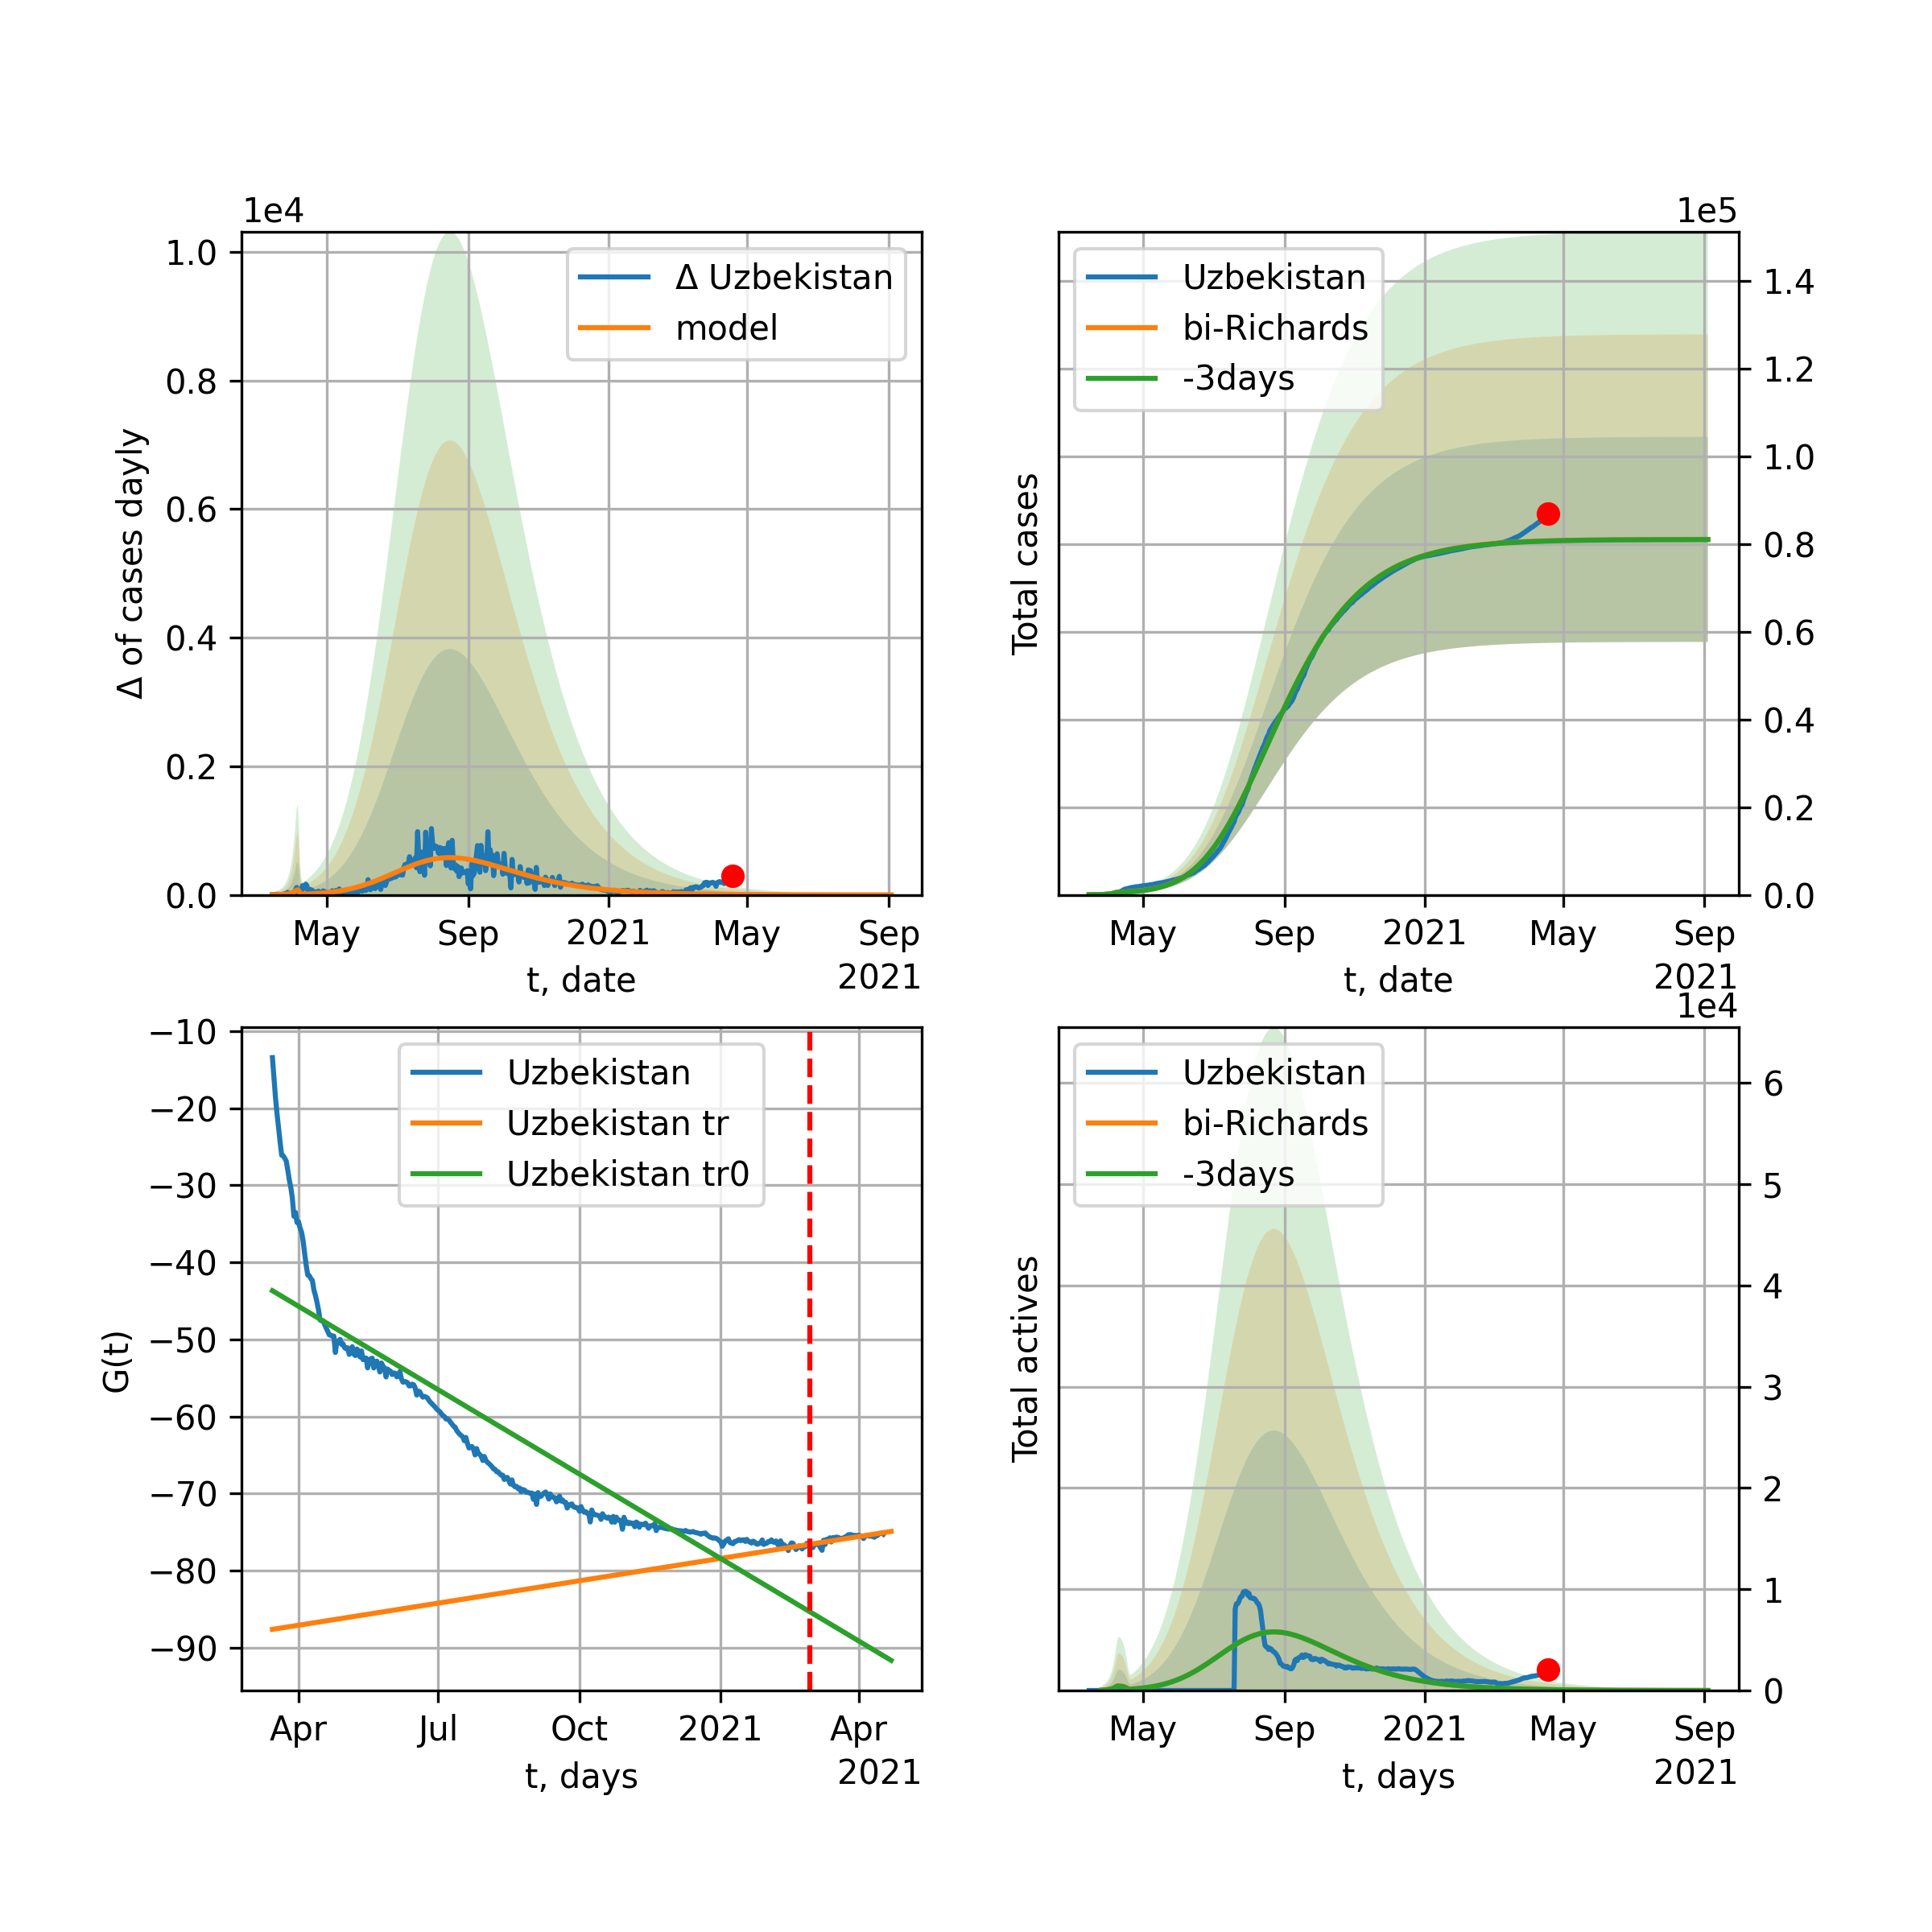 1e4
1.0
0.8
0.6
0.4
0.2
0.0
Δ of cases dayly
Δ Uzbekistan
model
May
Sep
2021
May
Sep
t, date
2021
1e5
Uzbekistan
bi-Richards
-3days
Total cases
1.4
1.2
1.0
0.8
0.6
0.4
0.2
0.0
May
Sep
2021
May
Sep
t, date
2021
−10
−20
−30
−40
−50
−60
−70
−80
−90
G(t)
Uzbekistan
Uzbekistan tr
Uzbekistan tr0
Apr
Jul
Oct
2021
Apr
t, days
2021
1e4
Uzbekistan
bi-Richards
-3days
Total actives
6
5
4
3
2
1
0
May
Sep
2021
May
Sep
t, days
2021